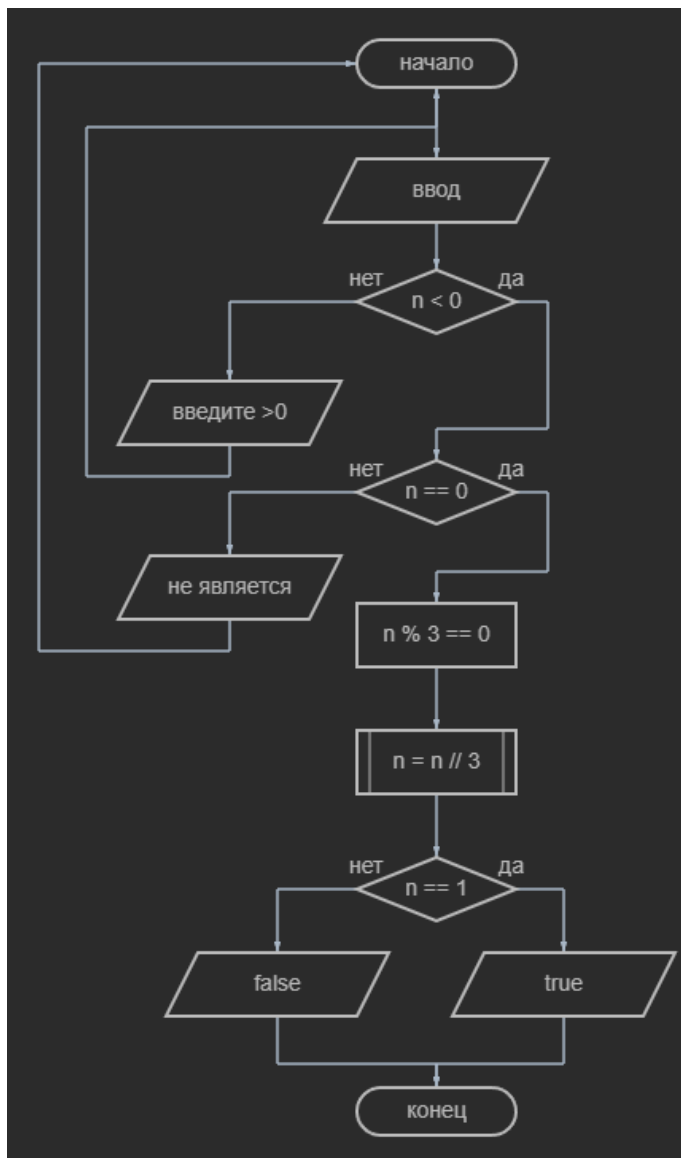 начало
ввод
нет
да
n < 0
введите >0
нет
да
n == 0
не является
n % 3 == 0
n = n // 3
нет
да
n == 1
false
true
конец